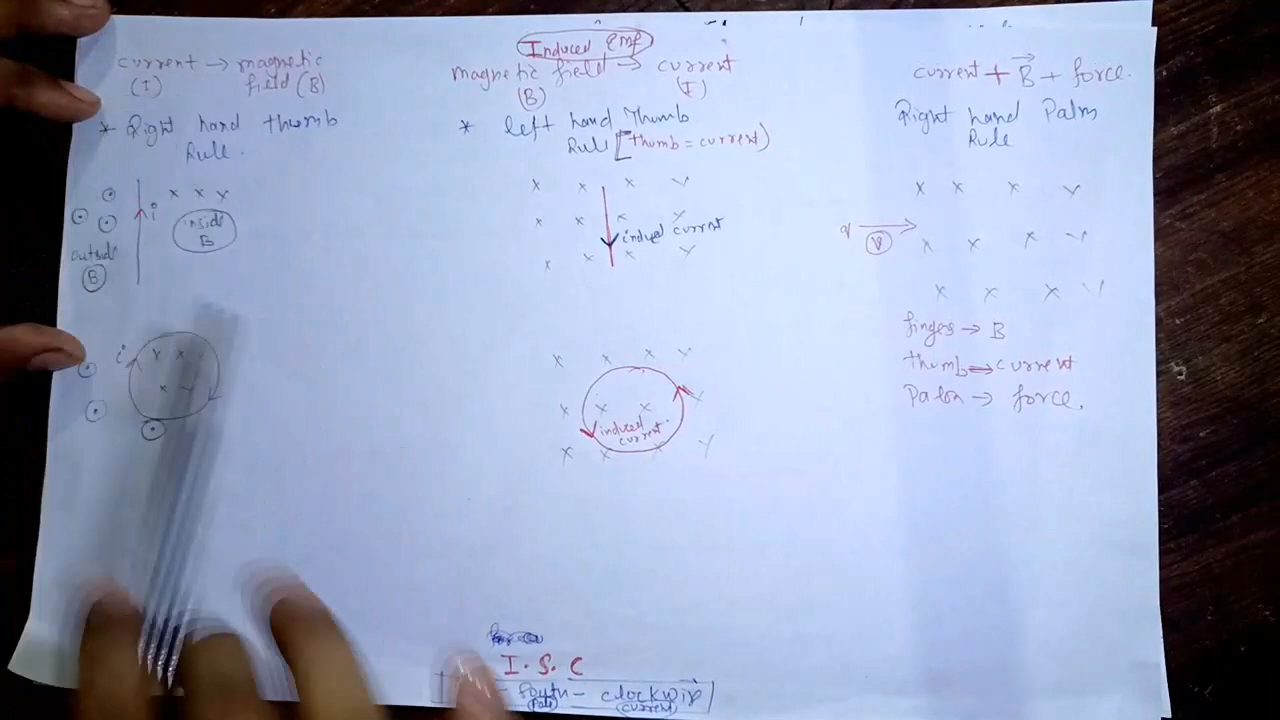 current → magnetic
(I) field (B)
* Right hand thumb
Rule.
i
inside
B
outside
B
i
Induced emf
magnetic field → current
(B) (I)
* left hand Thumb
Rule [thumb = current)
induced current
induced
current.
current + B + force.
Right hand Palm
Rule
q →
V
finges → B
thumb ⇒ current
Palm → force.
I. S. C
- South - clockwise
(Pole) (current)